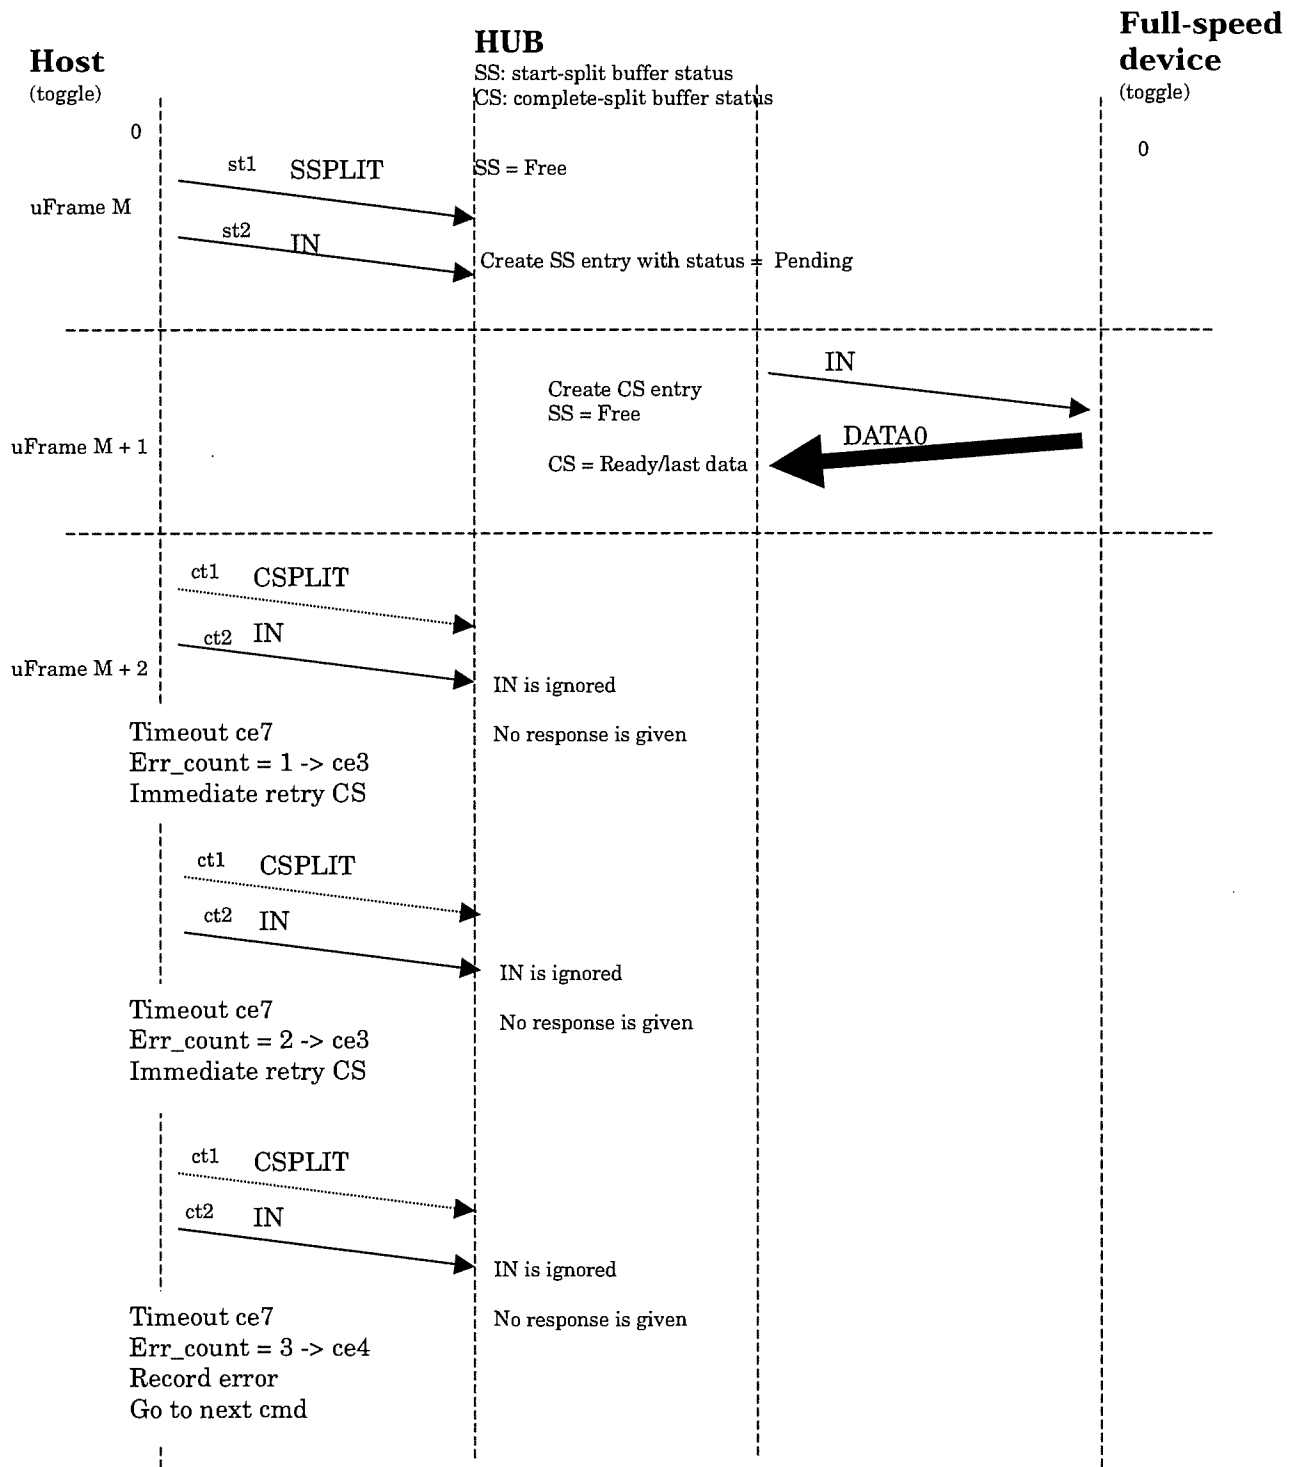 Host
(toggle)
HUB
SS: start-split buffer status
CS: complete-split buffer status
Full-speed
device
(toggle)
0
0
st1 SSPLIT
SS = Free
uFrame M
st2 IN
Create SS entry with status = Pending
IN
Create CS entry
SS = Free
uFrame M + 1
DATA0
CS = Ready/last data
ct1 CSPLIT
ct2 IN
uFrame M + 2
IN is ignored
Timeout ce7
No response is given
Err_count = 1 -> ce3
Immediate retry CS
ct1 CSPLIT
ct2 IN
IN is ignored
Timeout ce7
No response is given
Err_count = 2 -> ce3
Immediate retry CS
ct1 CSPLIT
ct2 IN
IN is ignored
Timeout ce7
No response is given
Err_count = 3 -> ce4
Record error
Go to next cmd